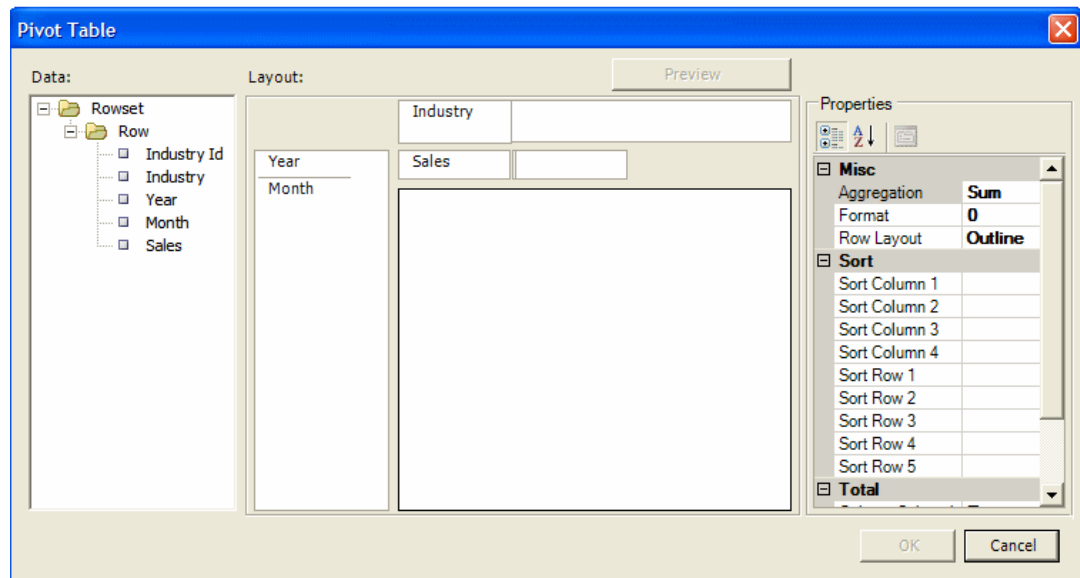 Pivot Table
Data:
Layout:
Preview
Rowset
Row
Industry Id
Industry
Year
Month
Sales
Industry
Year
Month
Sales
Properties
Misc
Aggregation Sum
Format 0
Row Layout Outline
Sort
Sort Column 1
Sort Column 2
Sort Column 3
Sort Column 4
Sort Row 1
Sort Row 2
Sort Row 3
Sort Row 4
Sort Row 5
Total
OK
Cancel